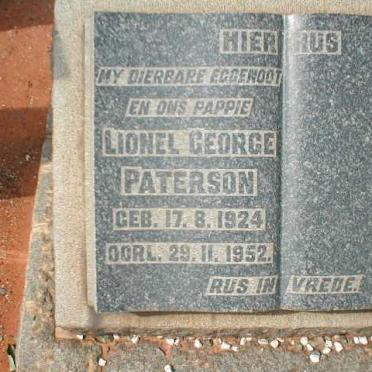 HIER RUS
MY DIERBARE EGGENOOT
EN ONS PAPPIE
LIONEL GEORGE
PATERSON
GEB. 17. 8. 1924
OORL. 29. 11. 1952.
RUS IN VREDE.